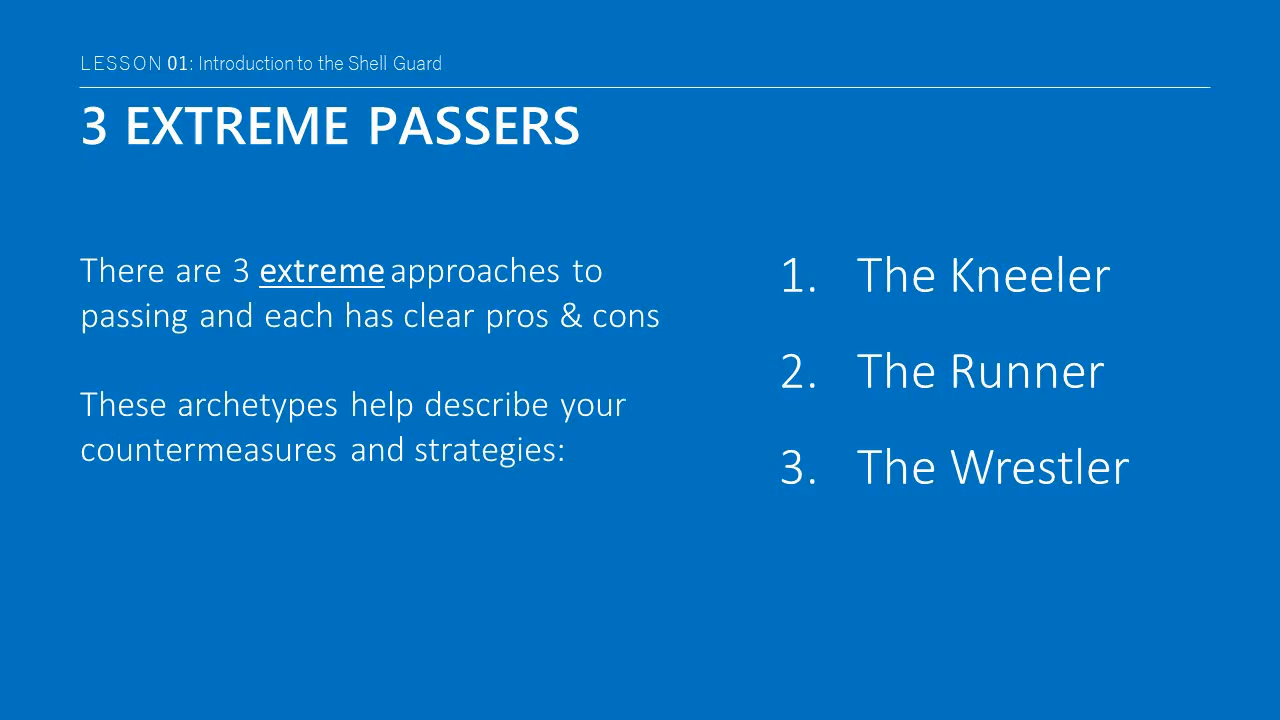 LESSON 01: Introduction to the Shell Guard
3 EXTREME PASSERS
There are 3 extreme approaches to
passing and each has clear pros & cons
These archetypes help describe your
countermeasures and strategies:
1. The Kneeler
2. The Runner
3. The Wrestler